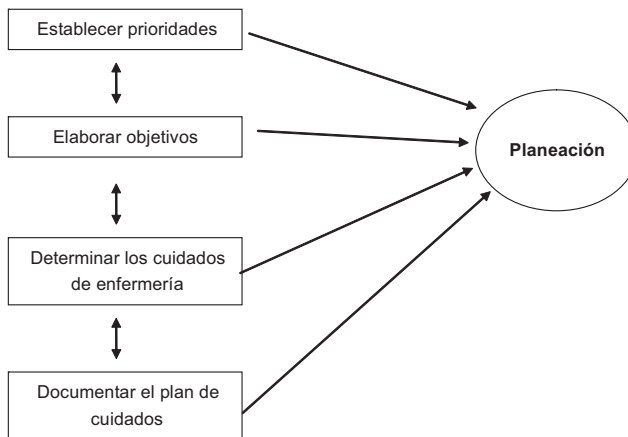 Establecer prioridades
Elaborar objetivos
Planeación
Determinar los cuidados
de enfermería
Documentar el plan de
cuidados